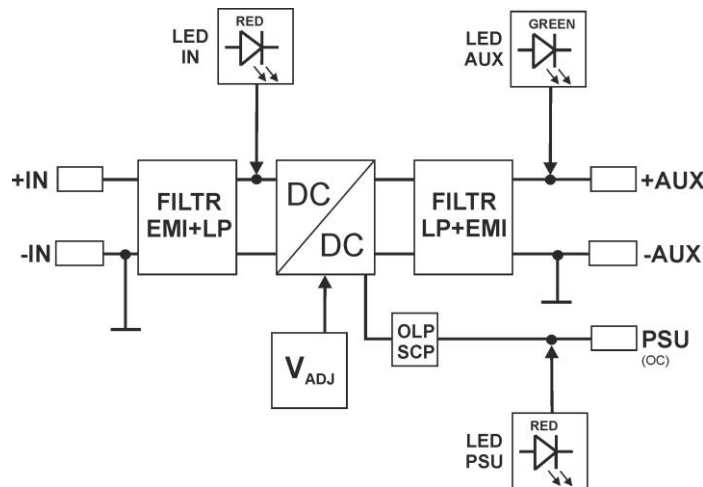 LED
IN
RED
LED
AUX
GREEN
+IN
-IN
FILTR
EMI+LP
DC
DC
FILTR
LP+EMI
+AUX
-AUX
VADJ
OLP
SCP
PSU
(OC)
LED
PSU
RED